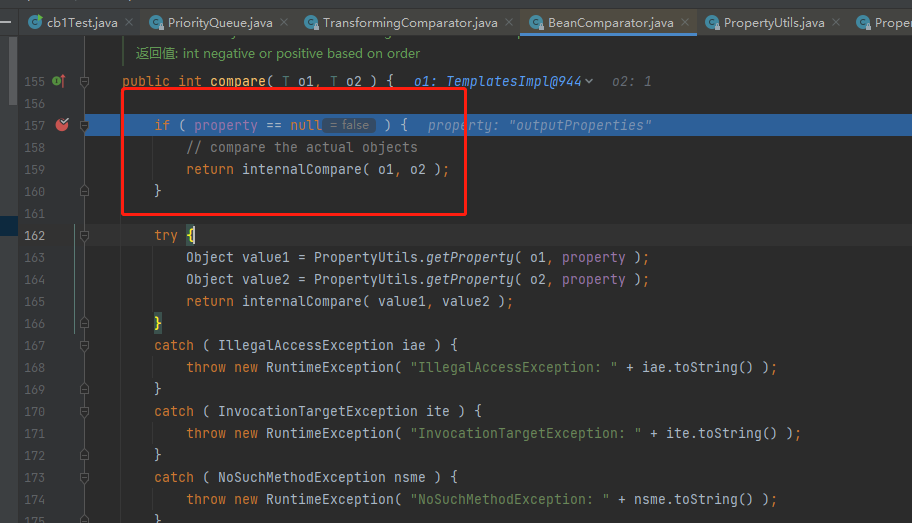 cb1Test.java PriorityQueue.java TransformingComparator.java BeanComparator.java PropertyUtils.java Proper
返回值: int negative or positive based on order
155 public int compare( T o1, T o2 ) { o1: TemplatesImpl@944 o2: 1
156
157 if ( property == null = false ) { property: "outputProperties"
158 // compare the actual objects
159 return internalCompare( o1, o2 );
160 }
161
162 try {
163 Object value1 = PropertyUtils.getProperty( o1, property );
164 Object value2 = PropertyUtils.getProperty( o2, property );
165 return internalCompare( value1, value2 );
166 }
167 catch ( IllegalAccessException iae ) {
168 throw new RuntimeException( "IllegalAccessException: " + iae.toString() );
169 }
170 catch ( InvocationTargetException ite ) {
171 throw new RuntimeException( "InvocationTargetException: " + ite.toString() );
172 }
173 catch ( NoSuchMethodException nsme ) {
174 throw new RuntimeException( "NoSuchMethodException: " + nsme.toString() );
}